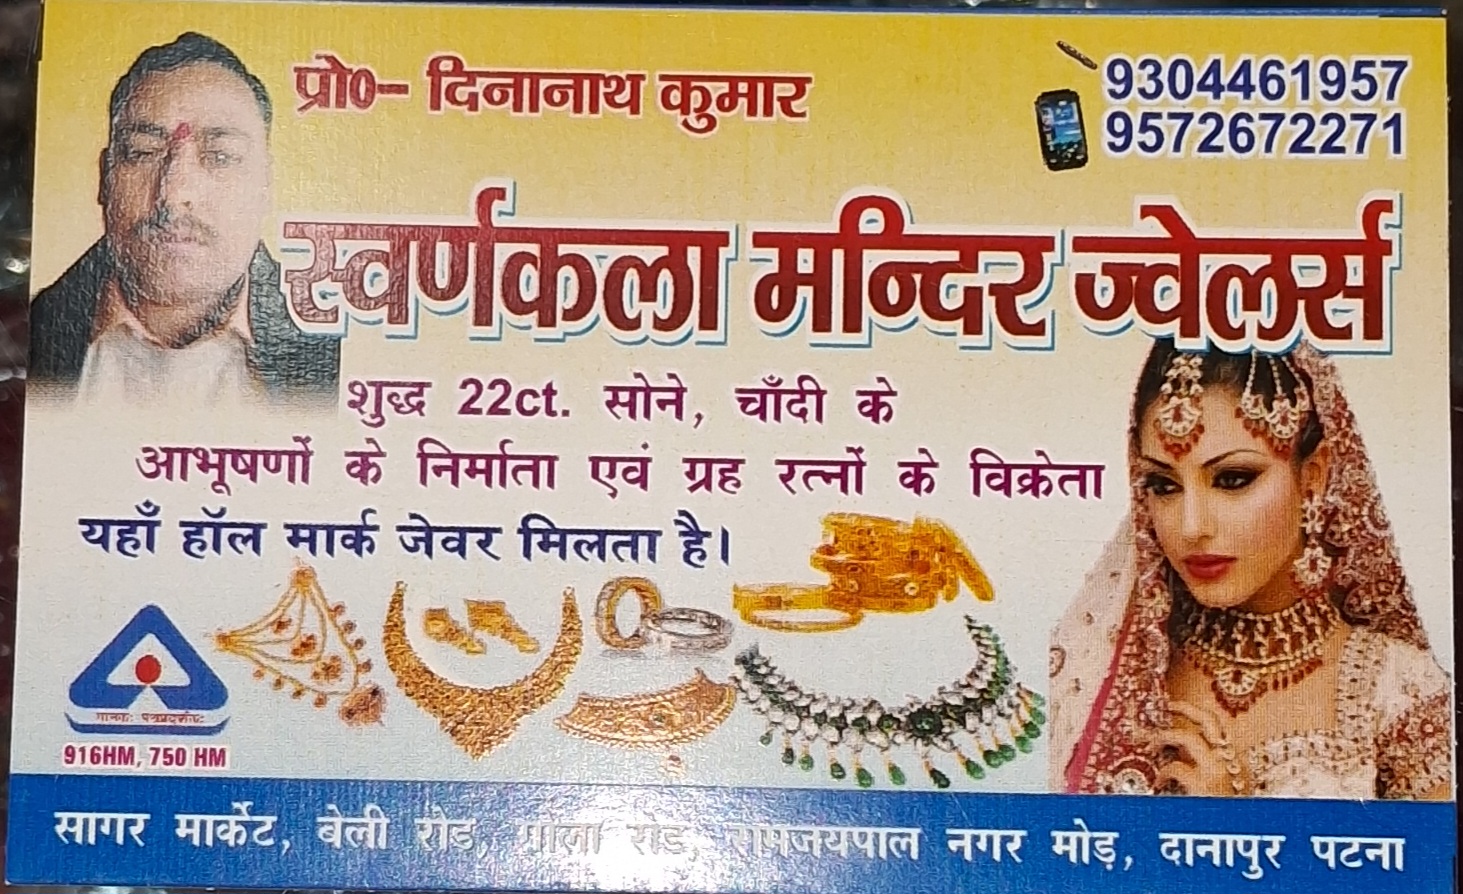 प्रो०- दिनानाथ कुमार
9304461957
9572672271
स्वर्णकला मन्दिर ज्वेलर्स
शुद्ध 22ct. सोने, चाँदी के
आभूषणों के निर्माता एवं ग्रह रत्नों के विक्रेता
यहाँ हॉल मार्क जेवर मिलता है।
916HM, 750 HM
सागर मार्केट, बेली रोड, रोड, रामजयपाल नगर मोड़, दानापुर पटना